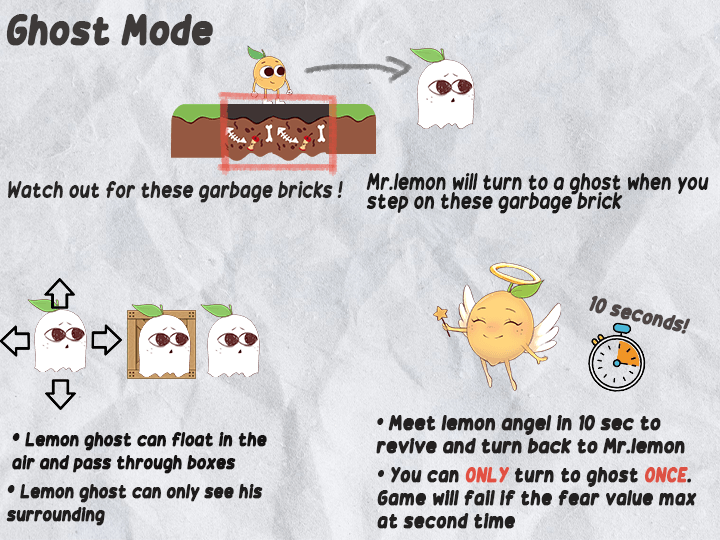 Ghost Mode
Watch out for these garbage bricks !
Mr.lemon will turn to a ghost when you
step on these garbage brick
10 seconds!
• Lemon ghost can float in the
air and pass through boxes
• Lemon ghost can only see his
surrounding
• Meet lemon angel in 10 sec to
revive and turn back to Mr.lemon
• You can ONLY turn to ghost ONCE.
Game will fail if the fear value max
at second time